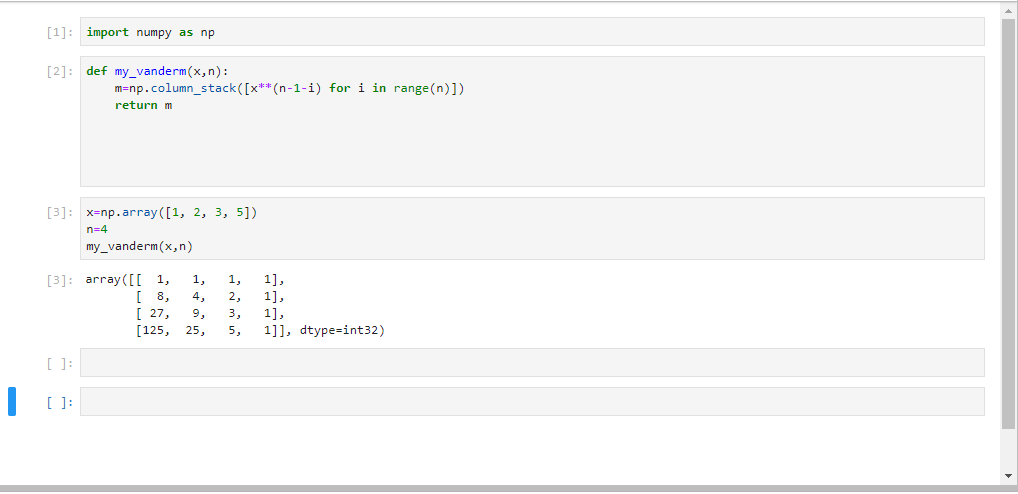 [1]: import numpy as np
[2]: def my_vanderm(x,n):
    m=np.column_stack([x**(n-1-i) for i in range(n)])
    return m
[3]: x=np.array([1, 2, 3, 5])
n=4
my_vanderm(x,n)
[3]: array([[  1,   1,   1,   1],
       [  8,   4,   2,   1],
       [ 27,   9,   3,   1],
       [125,  25,   5,   1]], dtype=int32)
[ ]:
[ ]: